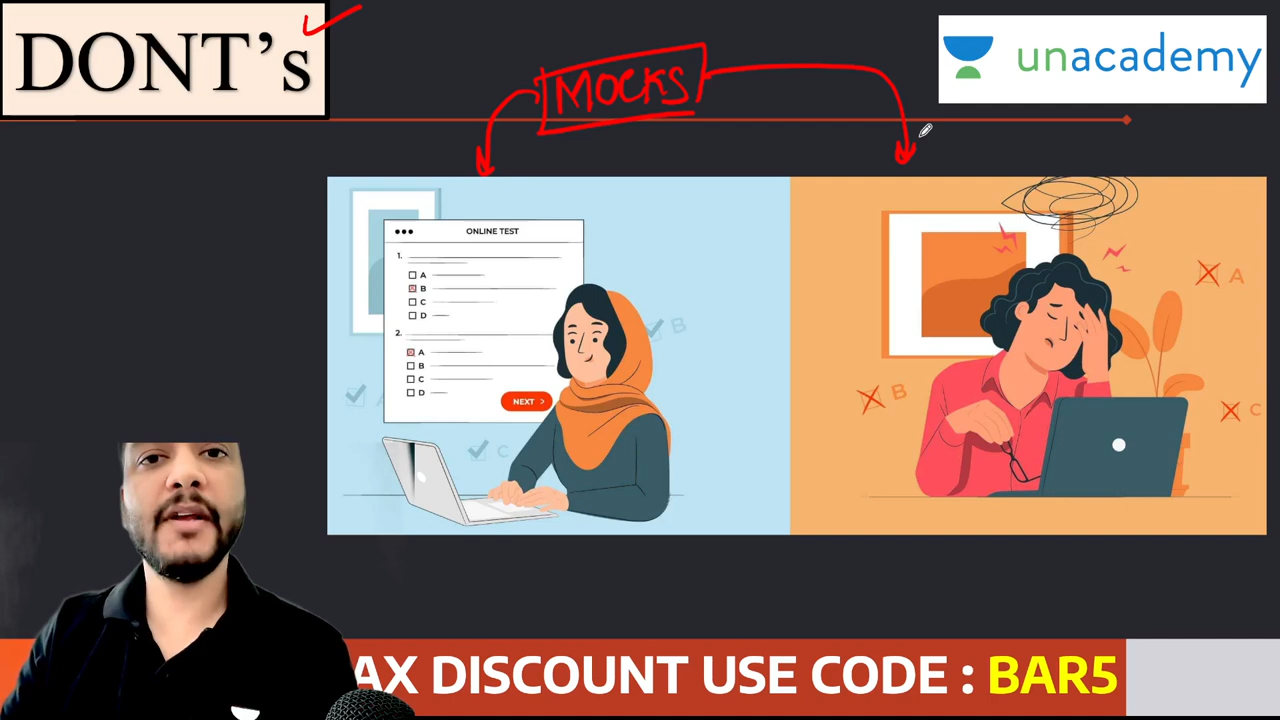 DONT's
MOCKS
unacademy
ONLINE TEST
1.
A
B
C
D
2.
A
B
C
D
NEXT >
B
C
A
B
C
AX DISCOUNT USE CODE : BAR5